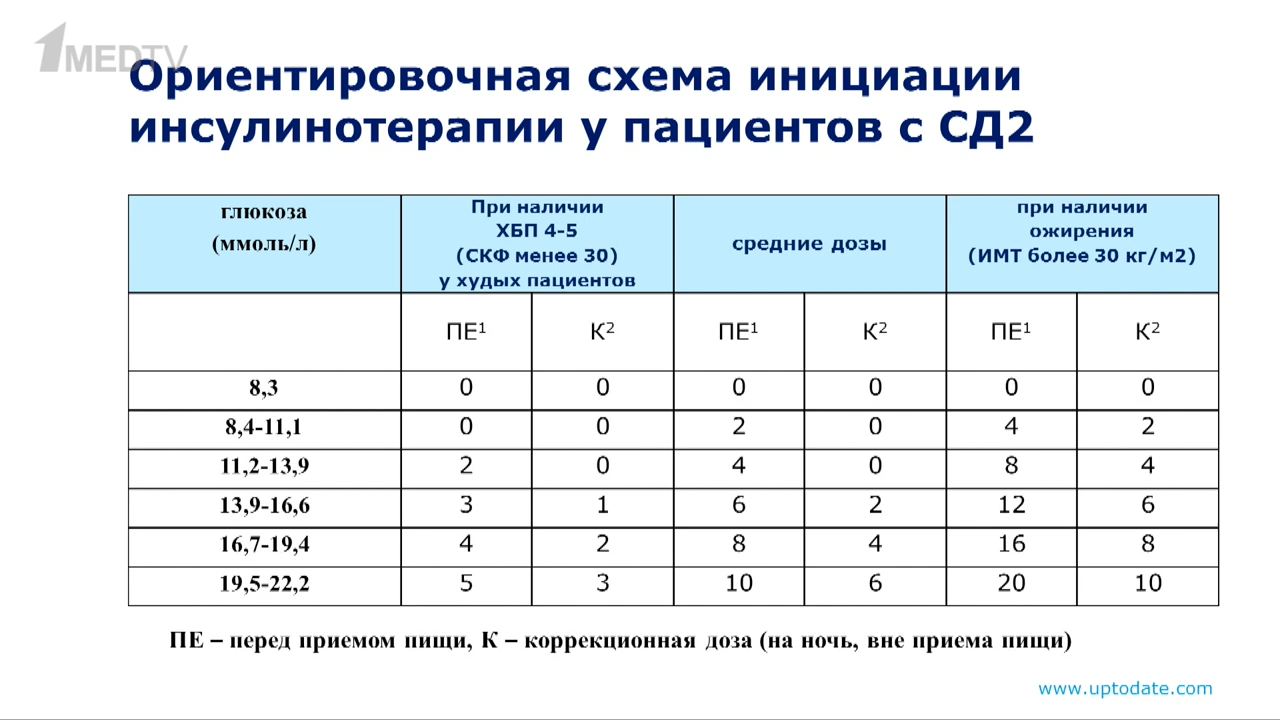 1MEDTV
Ориентировочная схема инициации
инсулинотерапии у пациентов с СД2
глюкоза
(ммоль/л)
При наличии
ХБП 4-5
(СКФ менее 30)
у худых пациентов
средние дозы
при наличии
ожирения
(ИМТ более 30 кг/м2)
ПЕ¹ К² ПЕ¹ К² ПЕ¹ К²
8,3 0 0 0 0 0 0
8,4-11,1 0 0 2 0 4 2
11,2-13,9 2 0 4 0 8 4
13,9-16,6 3 1 6 2 12 6
16,7-19,4 4 2 8 4 16 8
19,5-22,2 5 3 10 6 20 10
ПЕ – перед приемом пищи, К – коррекционная доза (на ночь, вне приема пищи)
www.uptodate.com